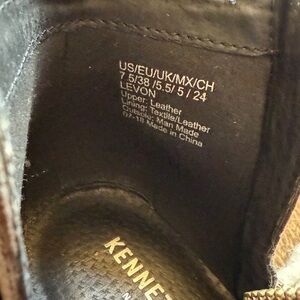 US/EU/UK/MX/CH
7.5/38 /5.5/ 5 / 24
LEVON
Upper: Leather
Lining: Textile/Leather
Outsole: Man Made
07-18 Made in China
KENNE